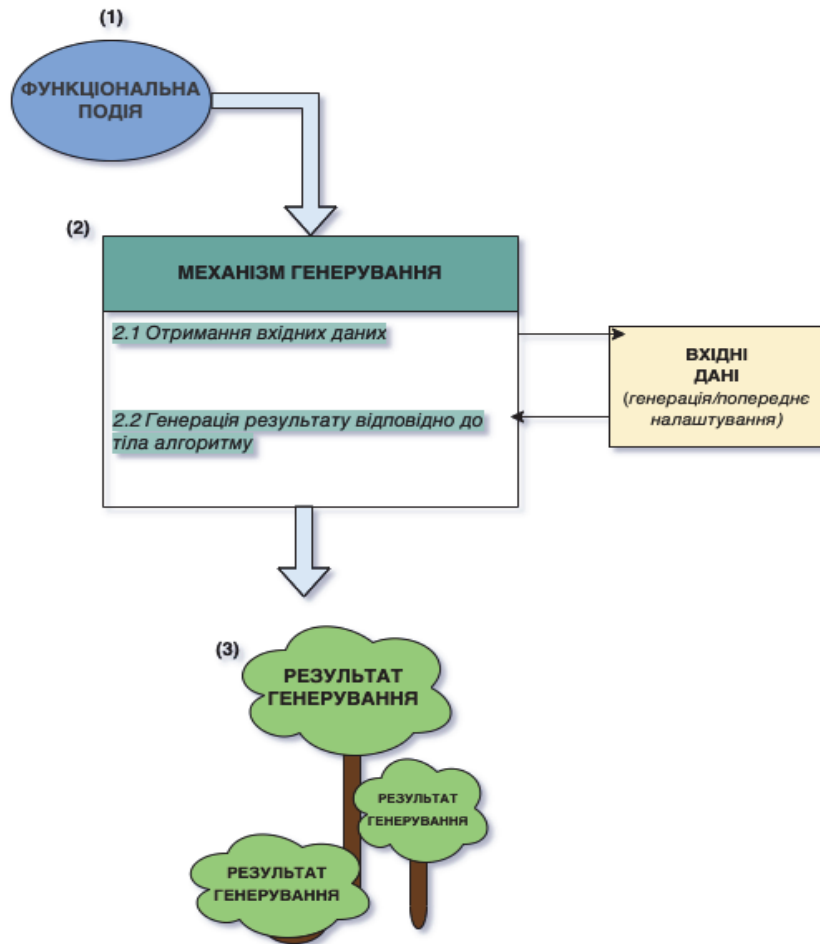 (1)
ФУНКЦІОНАЛЬНА
ПОДІЯ
(2)
МЕХАНІЗМ ГЕНЕРУВАННЯ
2.1 Отримання вхідних даних
ВХІДНІ
ДАНІ
(генерація/попереднє
налаштування)
2.2 Генерація результату відповідно до
тіла алгоритму
(3)
РЕЗУЛЬТАТ
ГЕНЕРУВАННЯ
РЕЗУЛЬТАТ
ГЕНЕРУВАННЯ
РЕЗУЛЬТАТ
ГЕНЕРУВАННЯ